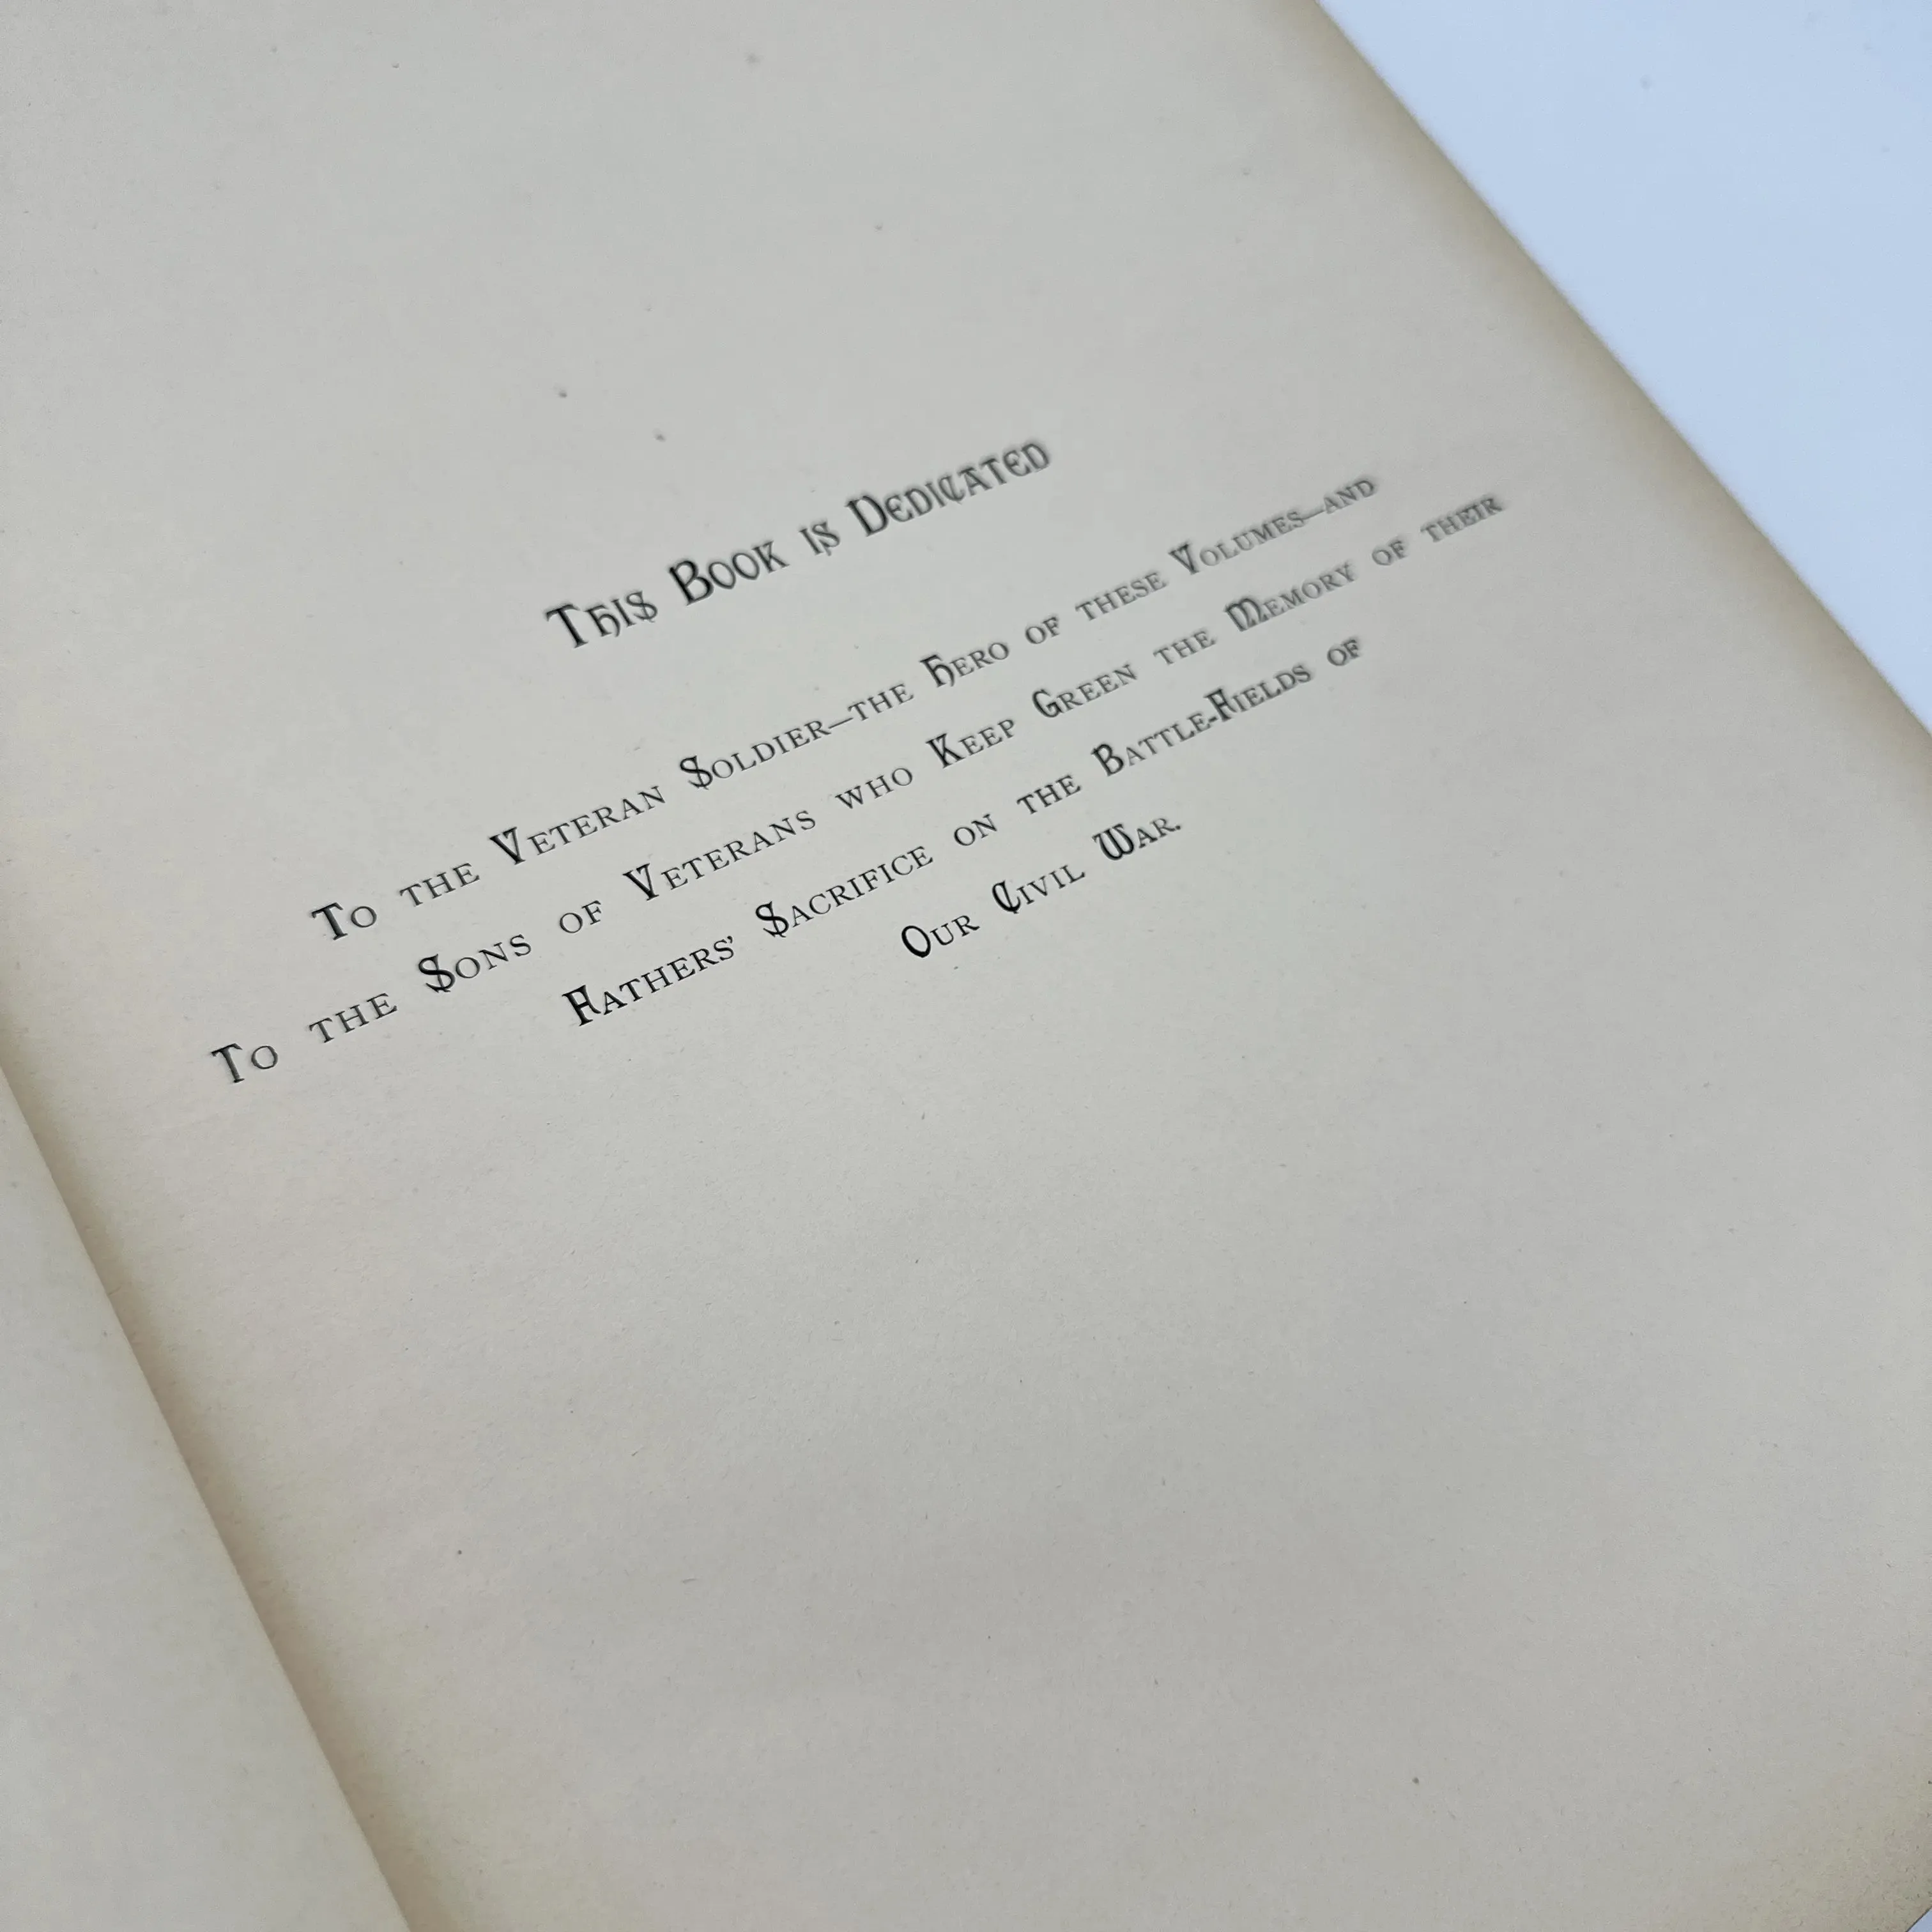 This Book is Dedicated
To the Veteran Soldier—the Hero of these Volumes—and
To the Sons of Veterans who Keep Green the Memory of their
Fathers' Sacrifice on the Battle-Fields of
Our Civil War.